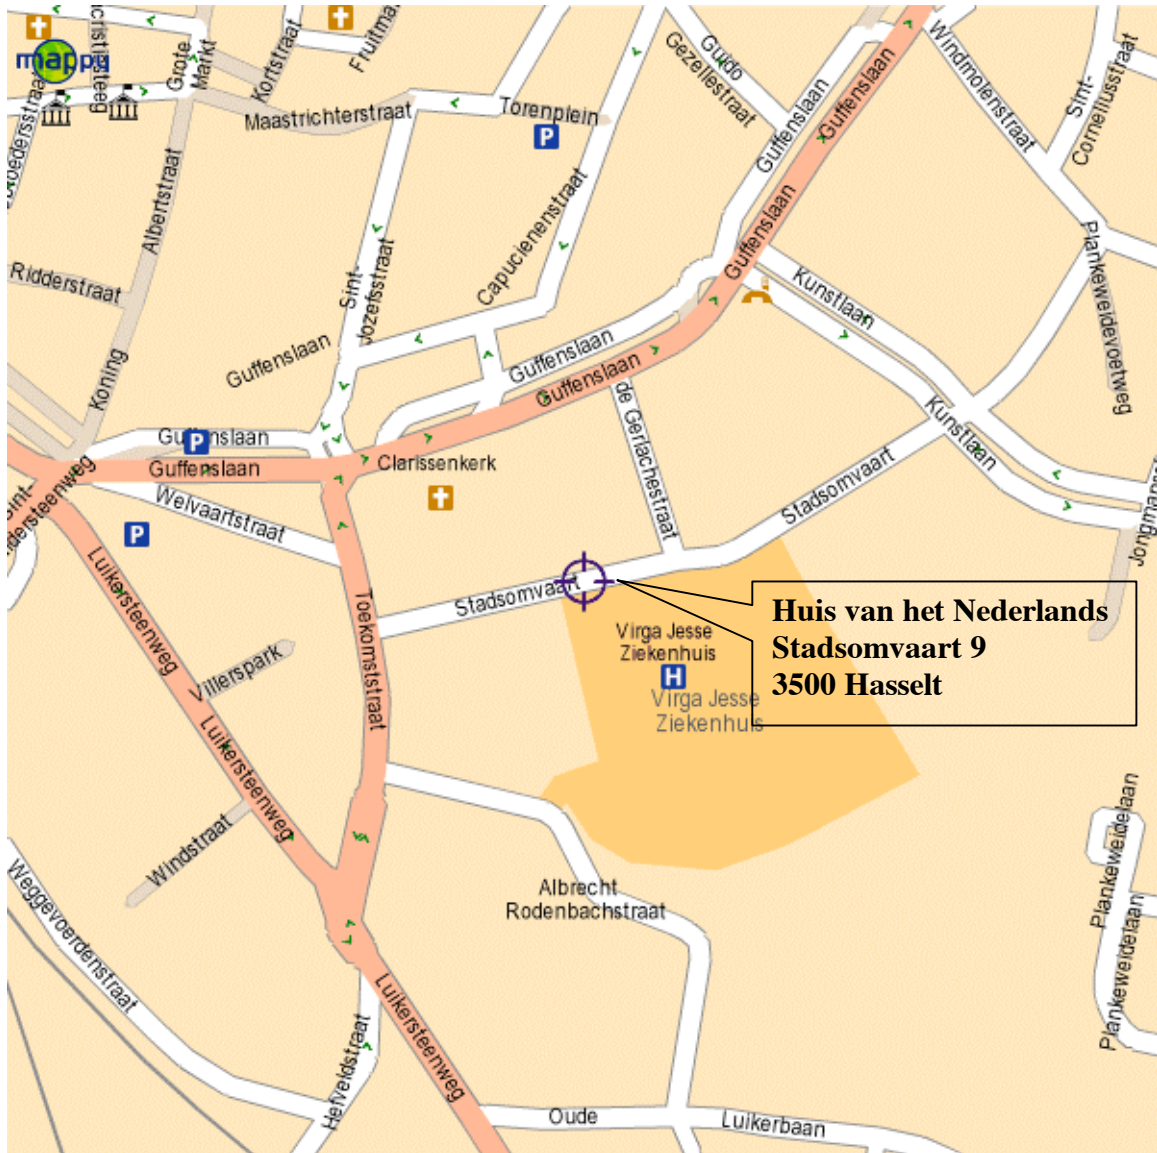 mappy
Grote
Markt
Kortstraat
Fruitma
Maastrichterstraat
Torenplein
Guido
Gezellestraat
Guffenslaan
Guffenslaan
Windmolenstraat
Sint-
Corneliusstraat
Albertstraat
Ridderstraat
Koning
Sint-
Jozefsstraat
Capucienenstraat
P
Guffenslaan
Kunstlaan
Plankeweidevoetweg
Guffenslaan
Guffenslaan
Guffenslaan
de Gerlachestraat
Kunstlaan
Guffenslaan
P
Guffenslaan
Clarissenkerk
Sint-
Welvaartstraat
P
Stadsomvaart
Luikersteenweg
Stadsomvaart
Toekomststraat
Huis van het Nederlands
Stadsomvaart 9
3500 Hasselt
Virga Jesse
Ziekenhuis
H
Virga Jesse
Ziekenhuis
Villerspark
Luikersteenweg
Windstraat
Albrecht
Rodenbachstraat
Plankeweidelaan
Plankeweidelaan
Weggevoerdenstraat
Luikersteenweg
Hefveldstraat
Oude
Luikerbaan